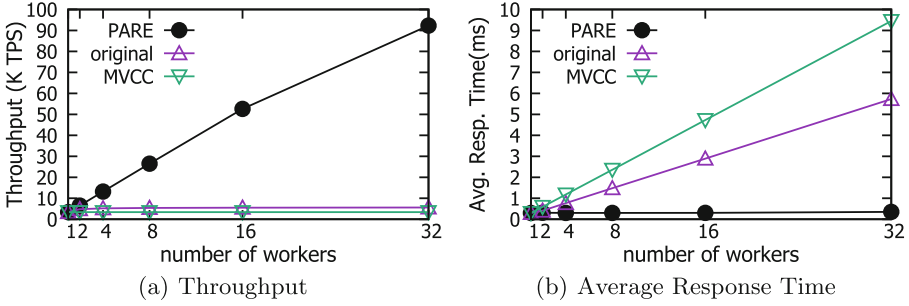 100
90
80
70
60
50
40
30
20
10
0
Throughput (K TPS)
PARE
original
MVCC
1 2 4 8 16 32
number of workers
(a) Throughput
10
9
8
7
6
5
4
3
2
1
0
Avg. Resp. Time(ms)
PARE
original
MVCC
1 2 4 8 16 32
number of workers
(b) Average Response Time